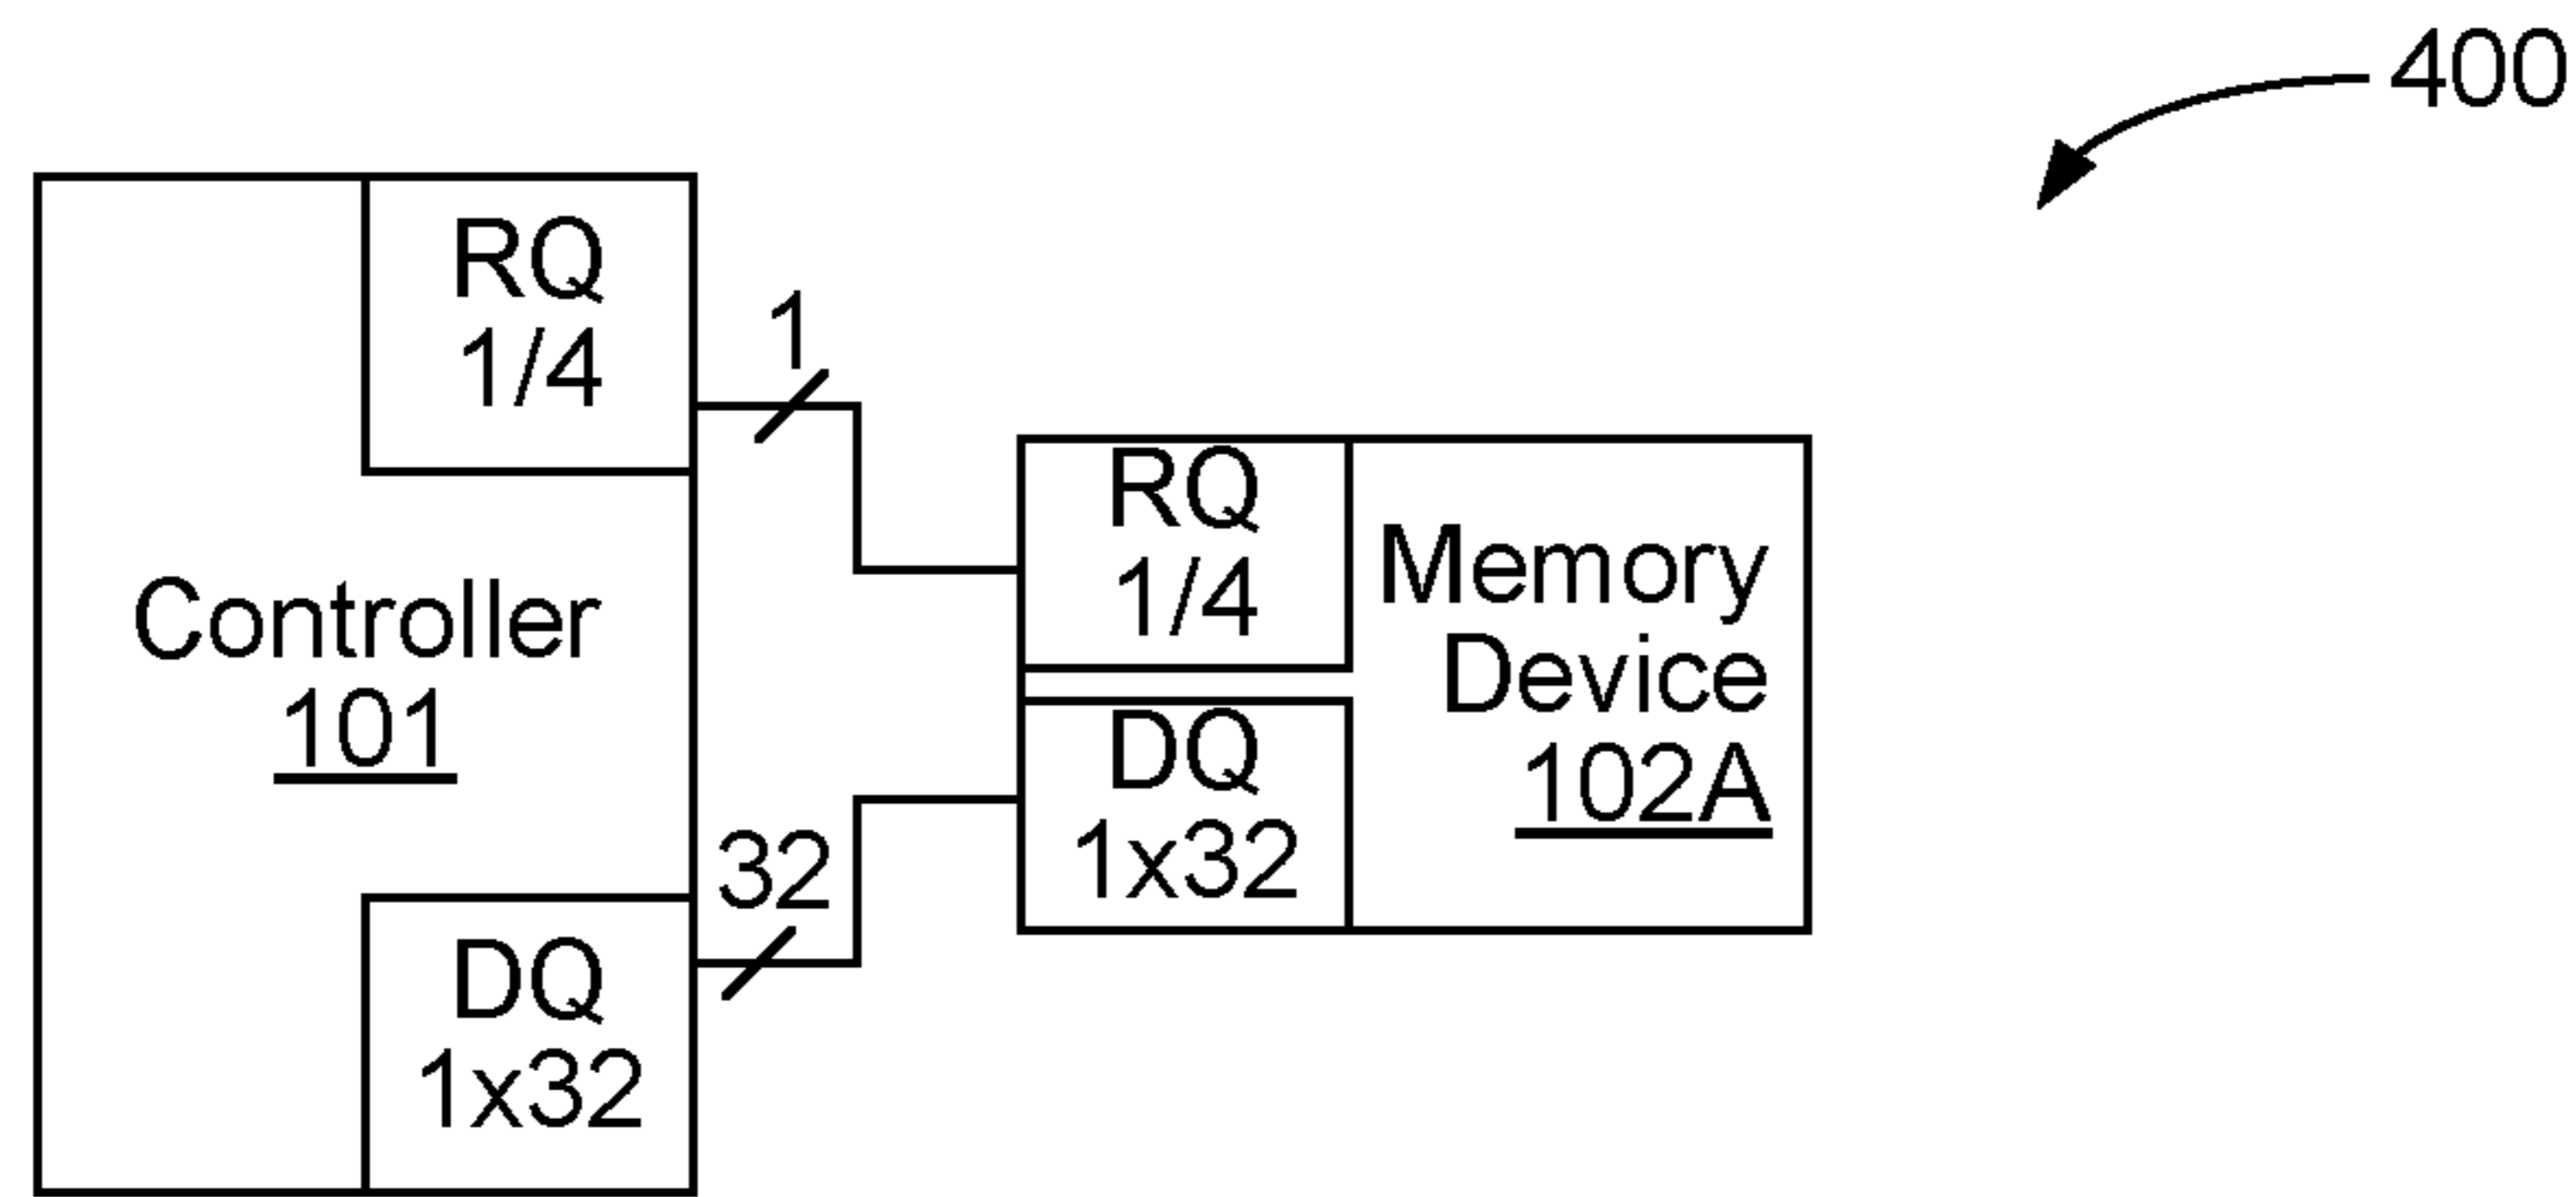 400
RQ
1/4
1
Controller
101
32
DQ
1x32
RQ
1/4
DQ
1x32
Memory
Device
102A